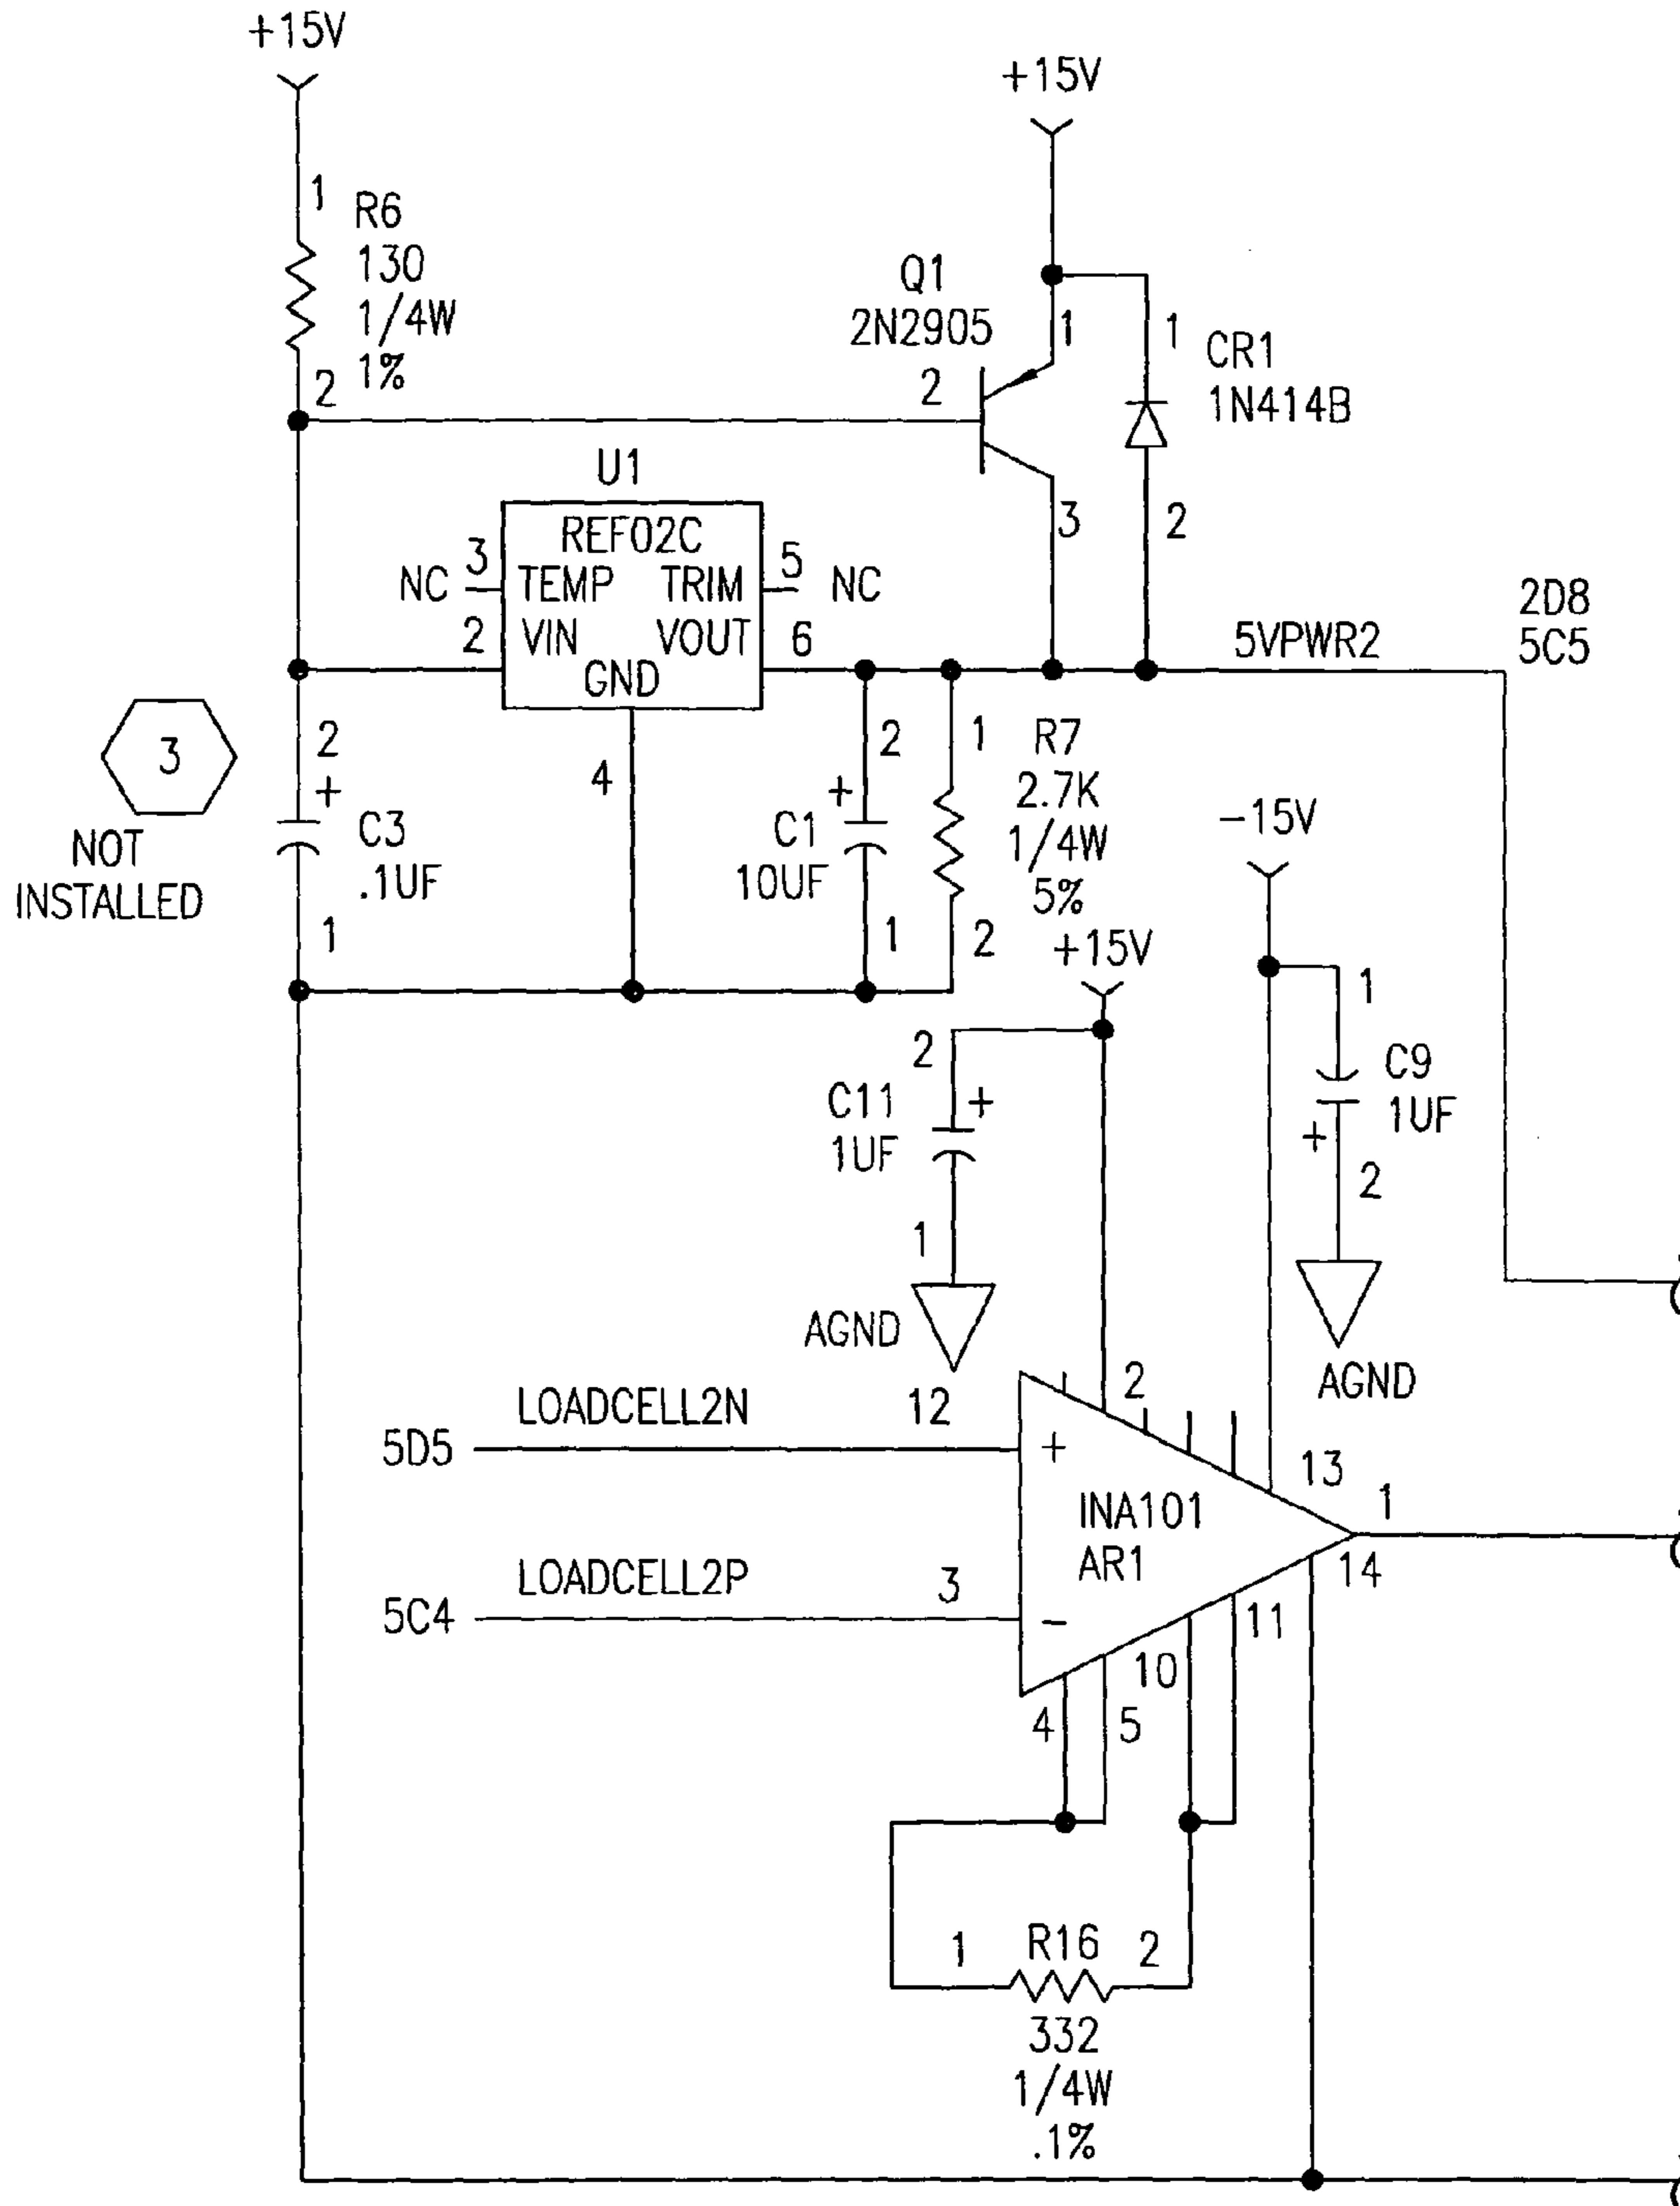 +15V
+15V
1
R6
130
1/4W
1%
2
Q1
2N2905
1
2
3
1
CR1
1N414B
2
U1
REF02C
NC 3 TEMP TRIM 5 NC
2 VIN VOUT 6
GND
4
5VPWR2
2D8
5C5
3
NOT
INSTALLED
2
+
C3
.1UF
1
2
+
C1
10UF
1
1
R7
2.7K
1/4W
5%
2
-15V
+15V
2
C11
+
1UF
1
AGND
1
C9
1UF
+
2
AGND
5D5 LOADCELL2N 12
+
2
13
INA101
AR1
1
14
5C4 LOADCELL2P 3
-
4
5
10
11
1 R16 2
332
1/4W
.1%